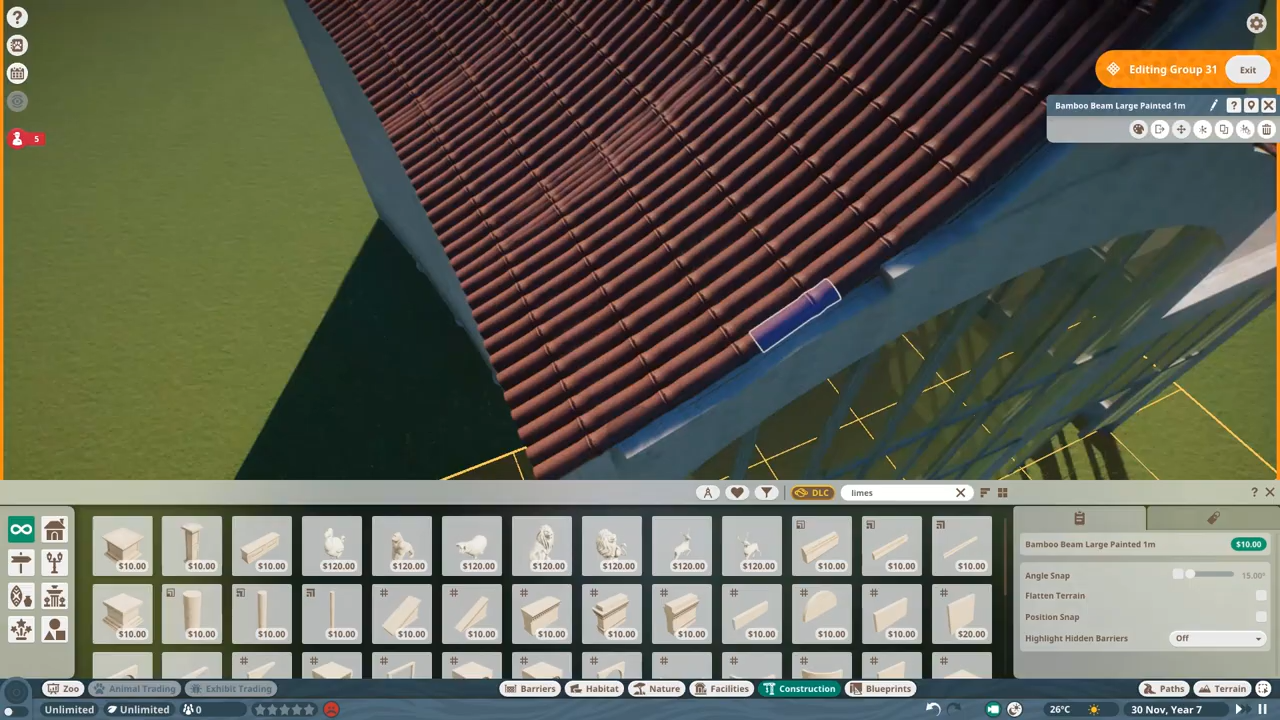 ?
5
Editing Group 31
Exit
Bamboo Beam Large Painted 1m
?
DLC
limes
?
$10.00 $10.00 $10.00 $120.00 $120.00 $120.00 $120.00 $120.00 $120.00 $120.00 $10.00 $10.00 $10.00
$10.00 $10.00 $10.00 $10.00 $10.00 $10.00 $10.00 $10.00 $10.00 $10.00 $10.00 $10.00 $20.00
Bamboo Beam Large Painted 1m
$10.00
Angle Snap
15.00°
Flatten Terrain
Position Snap
Highlight Hidden Barriers
Off
Zoo
Animal Trading
Exhibit Trading
Barriers
Habitat
Nature
Facilities
Construction
Blueprints
Paths
Terrain
Unlimited
Unlimited
0
26°C
30 Nov, Year 7